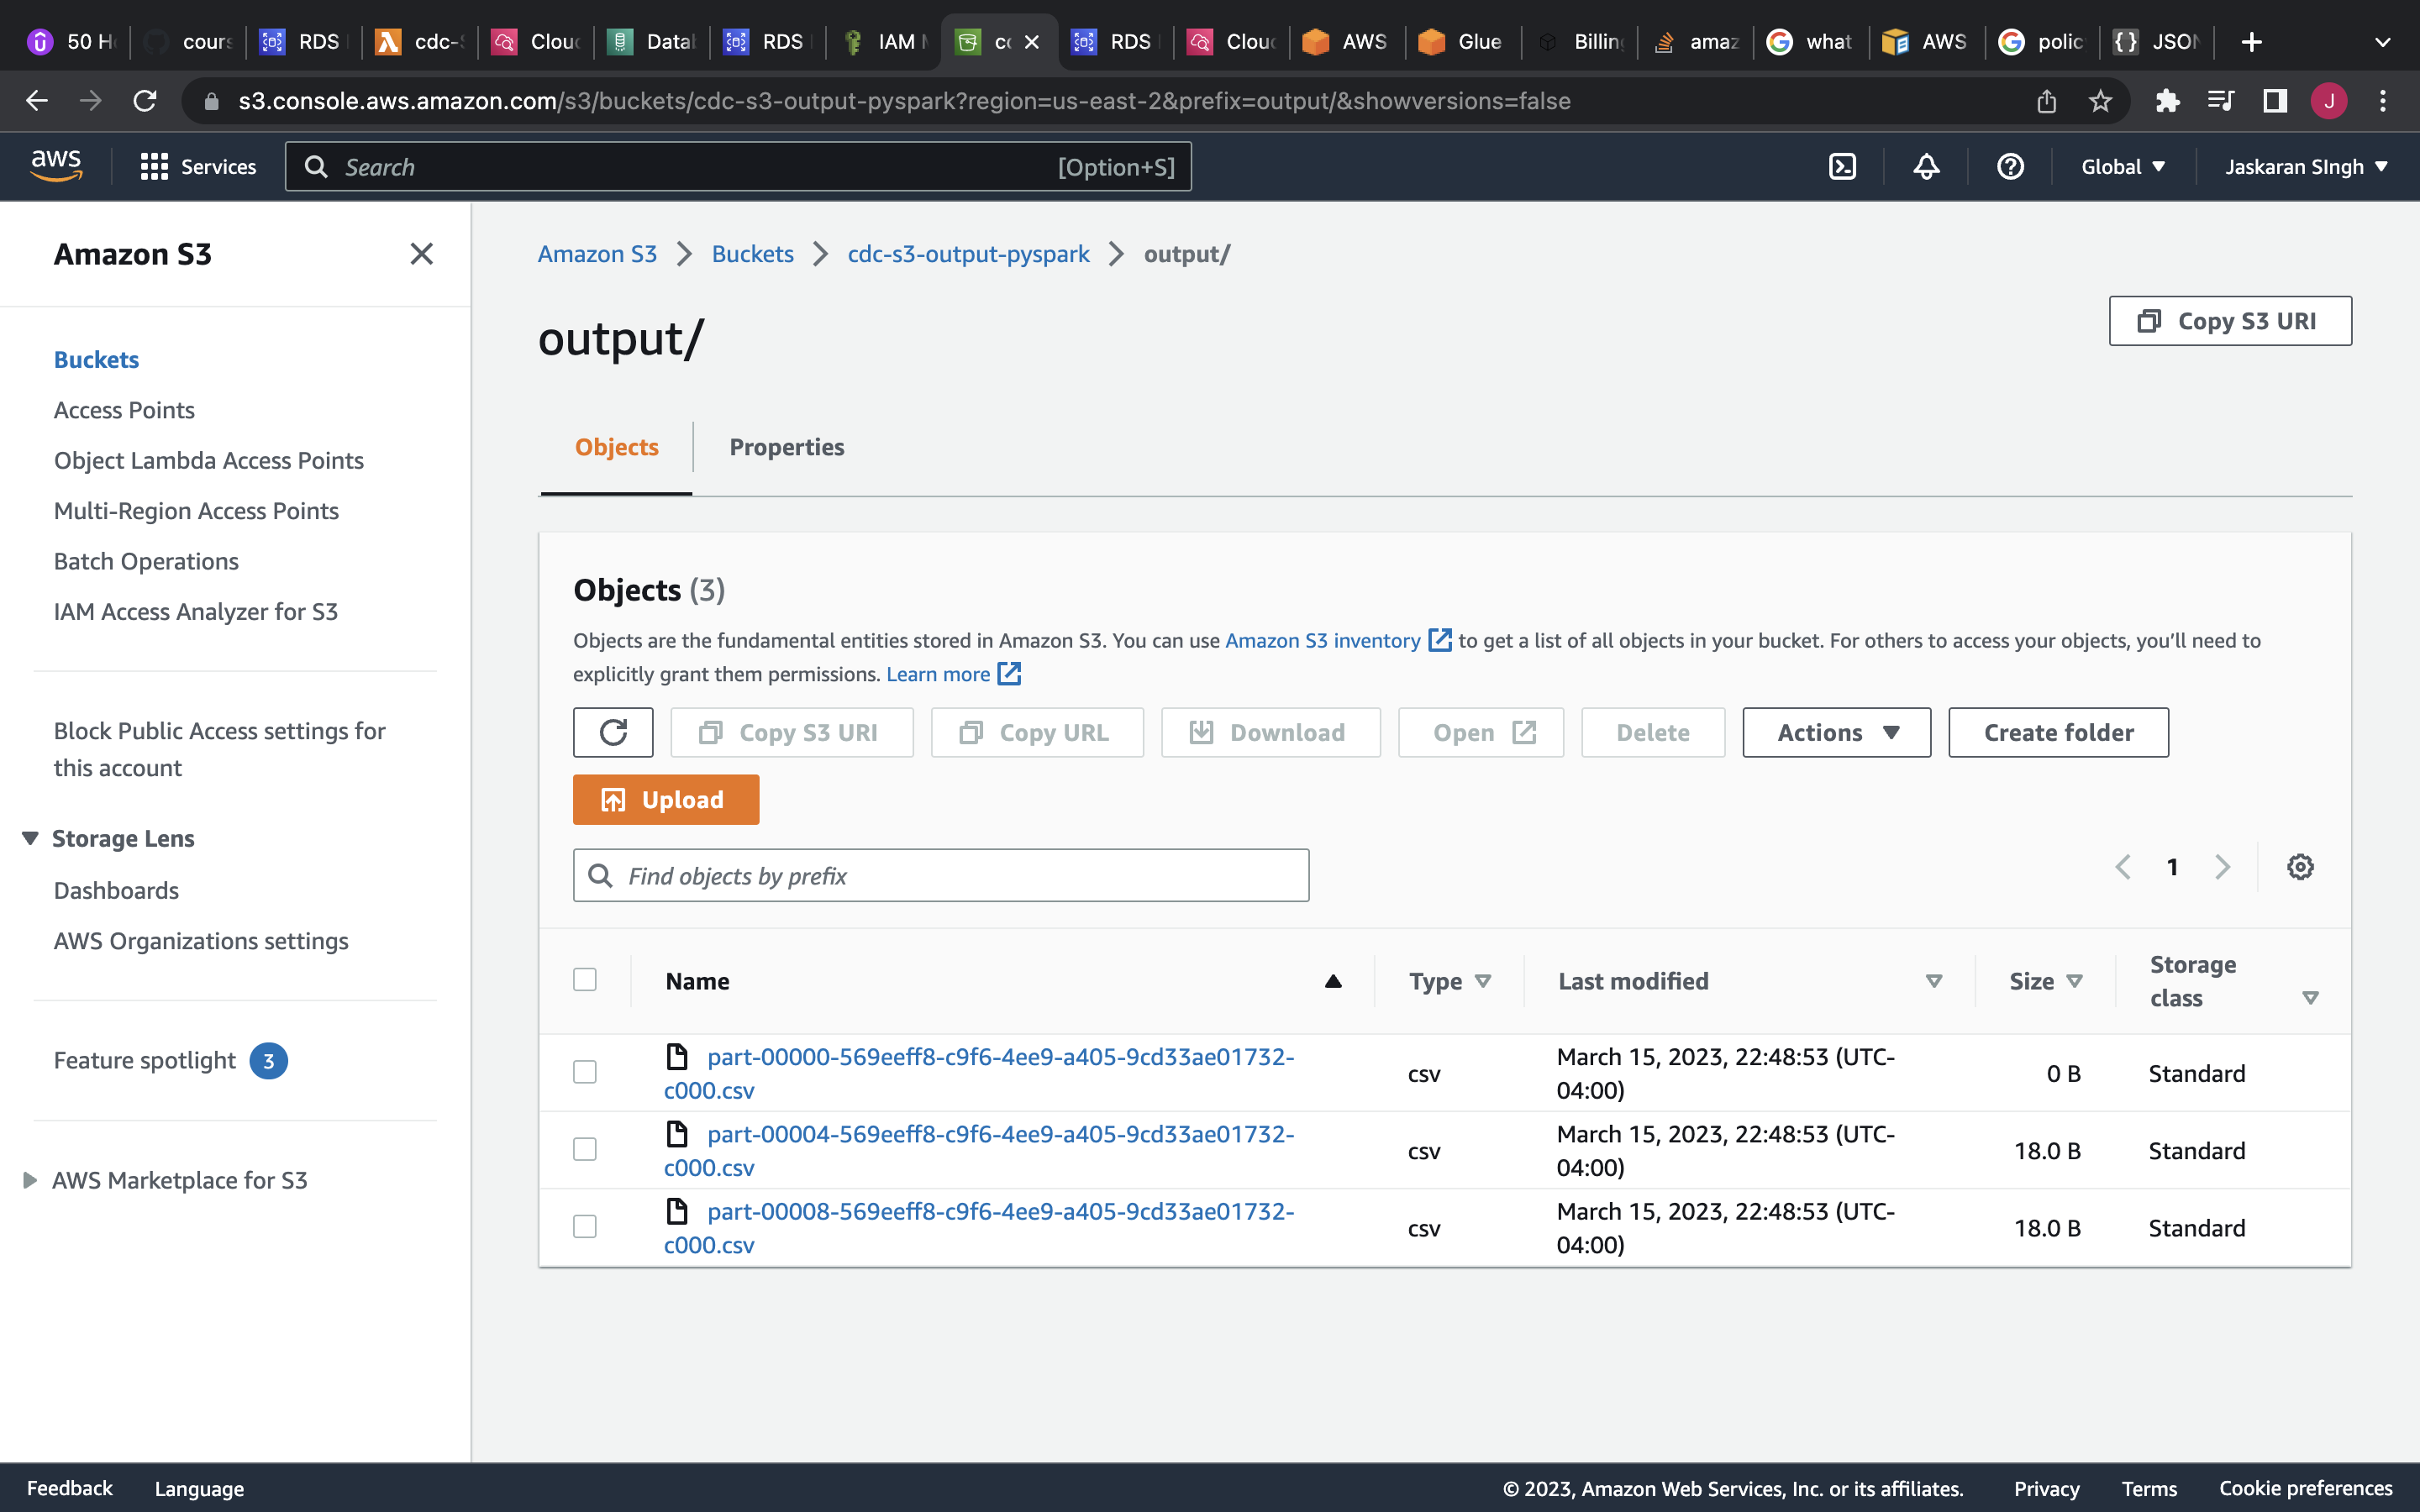 50 H
cours
RDS
cdc-
Clou
Data
RDS
IAM
RDS
Clou
AWS
Glue
Billin
amaz
what
AWS
polic
JSO
s3.console.aws.amazon.com/s3/buckets/cdc-s3-output-pyspark?region=us-east-2&prefix=output/&showversions=false
J
aws
Services
Search
[Option+S]
Global
Jaskaran SIngh
Amazon S3
Buckets
Access Points
Object Lambda Access Points
Multi-Region Access Points
Batch Operations
IAM Access Analyzer for S3
Block Public Access settings for
this account
Storage Lens
Dashboards
AWS Organizations settings
Feature spotlight 3
AWS Marketplace for S3
Amazon S3 > Buckets > cdc-s3-output-pyspark > output/
output/
Copy S3 URI
Objects
Properties
Objects (3)
Objects are the fundamental entities stored in Amazon S3. You can use Amazon S3 inventory to get a list of all objects in your bucket. For others to access your objects, you'll need to
explicitly grant them permissions. Learn more
Copy S3 URI
Copy URL
Download
Open
Delete
Actions
Create folder
Upload
Find objects by prefix
1
Name
Type
Last modified
Size
Storage
class
part-00000-569eeff8-c9f6-4ee9-a405-9cd33ae01732-
c000.csv
csv
March 15, 2023, 22:48:53 (UTC-
04:00)
0 B
Standard
part-00004-569eeff8-c9f6-4ee9-a405-9cd33ae01732-
c000.csv
csv
March 15, 2023, 22:48:53 (UTC-
04:00)
18.0 B
Standard
part-00008-569eeff8-c9f6-4ee9-a405-9cd33ae01732-
c000.csv
csv
March 15, 2023, 22:48:53 (UTC-
04:00)
18.0 B
Standard
Feedback
Language
© 2023, Amazon Web Services, Inc. or its affiliates.
Privacy
Terms
Cookie preferences